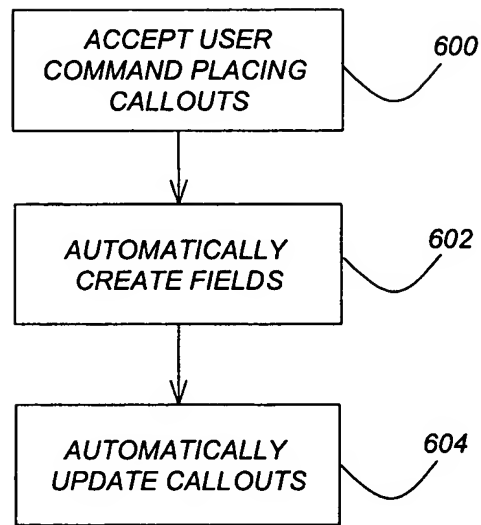 ACCEPT USER
COMMAND PLACING
CALLOUTS
600
AUTOMATICALLY
CREATE FIELDS
602
AUTOMATICALLY
UPDATE CALLOUTS
604